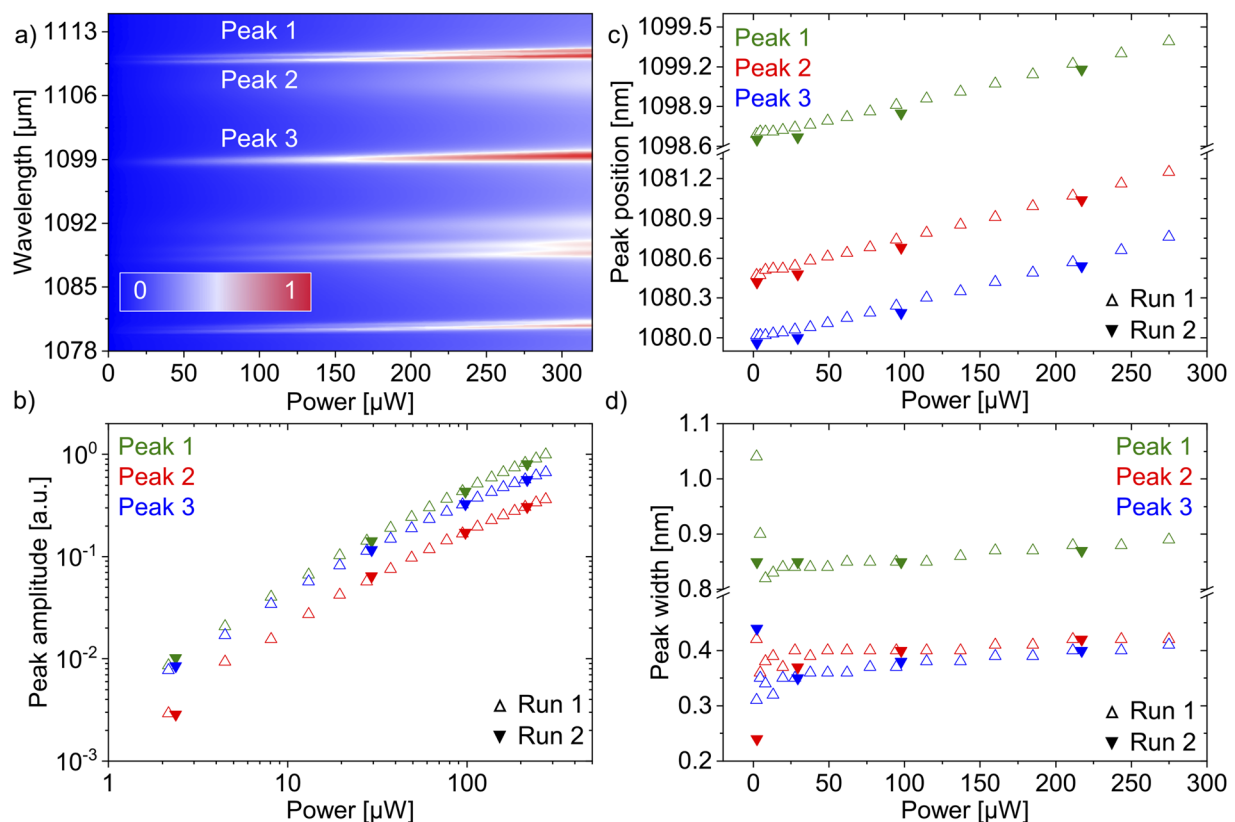 a)
Peak 1
Peak 2
Peak 3
0 1
Wavelength [µm]
1113
1106
1099
1092
1085
1078
0 50 100 150 200 250 300
Power [µW]
c)
Peak 1
Peak 2
Peak 3
Run 1
Run 2
Peak position [nm]
1099.5
1099.2
1098.9
1098.6
1081.2
1080.9
1080.6
1080.3
1080.0
0 50 100 150 200 250 300
Power [µW]
b)
Peak 1
Peak 2
Peak 3
Run 1
Run 2
Peak amplitude [a.u.]
10⁰
10⁻¹
10⁻²
10⁻³
1 10 100
Power [µW]
d)
Peak 1
Peak 2
Peak 3
Run 1
Run 2
Peak width [nm]
1.1
1.0
0.9
0.8
0.4
0.3
0.2
0 50 100 150 200 250 300
Power [µW]